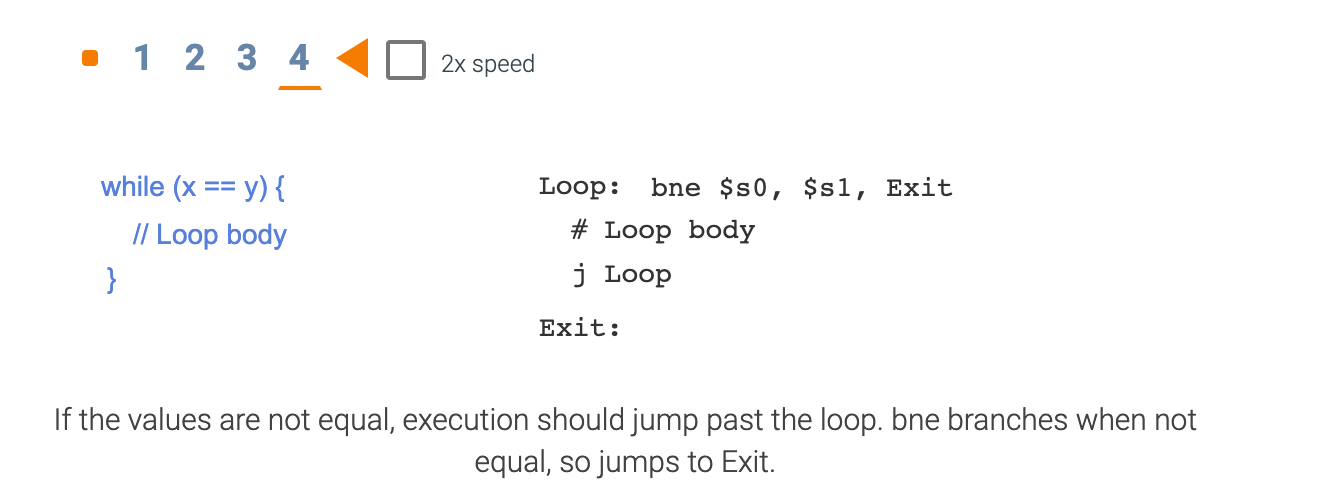 1 2 3 4 2x speed
while (x == y) {
// Loop body
}
Loop: bne $s0, $s1, Exit
# Loop body
j Loop
Exit:
If the values are not equal, execution should jump past the loop. bne branches when not
equal, so jumps to Exit.